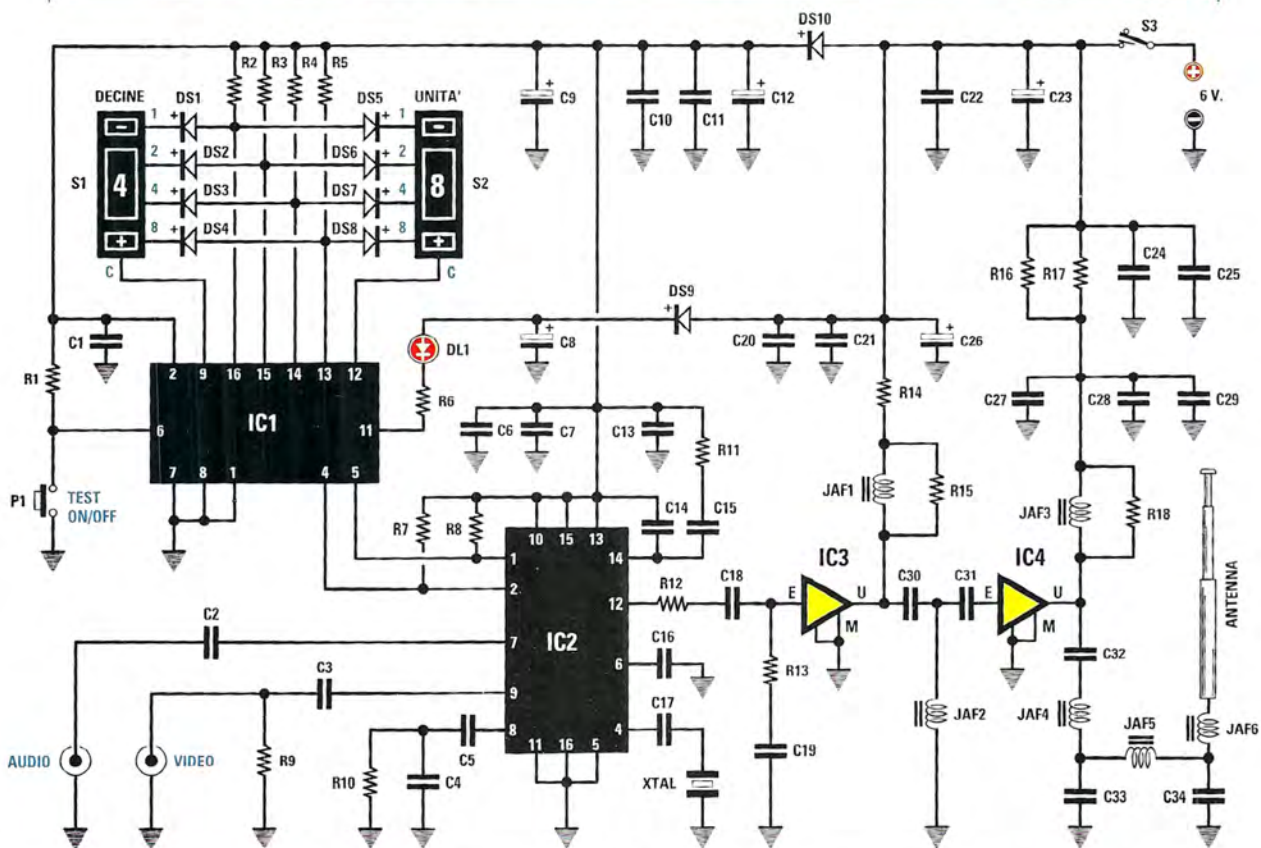 DS10
S3
R2 R3 R4 R5
+
+
+
+
C9
C10
C11
C12
C22
C23
6 V.
DECINE
DS1
DS5
UNITA'
1 + + 1
2 DS2 DS6 2
S1 4 8 S2
4 + DS3 DS7 + 4
8 + DS4 DS8 + 8
C C
R16
R17
C24
C25
DS9
+
+
+
C1
DL1
C8
C20
C21
C26
R1
2 9 16 15 14 13 12
R6
R14
C27
C28
C29
6 IC1 11
C6
C7
C13
R11
7 8 1 4 5
P1
TEST
ON/OFF
JAF1
R15
JAF3
R18
R7
R8
C14
C15
10 15 13
1 14
IC3
IC4
2
R12
C18
E U
C30
C31
E U
12
M
M
ANTENNA
C2
7 IC2
C16
6
R13
C32
C3
9
C17
4
JAF2
JAF4
JAF5
JAF6
8
C5
11 16 5
AUDIO
VIDEO
R9
R10
C4
XTAL
C19
C33
C34